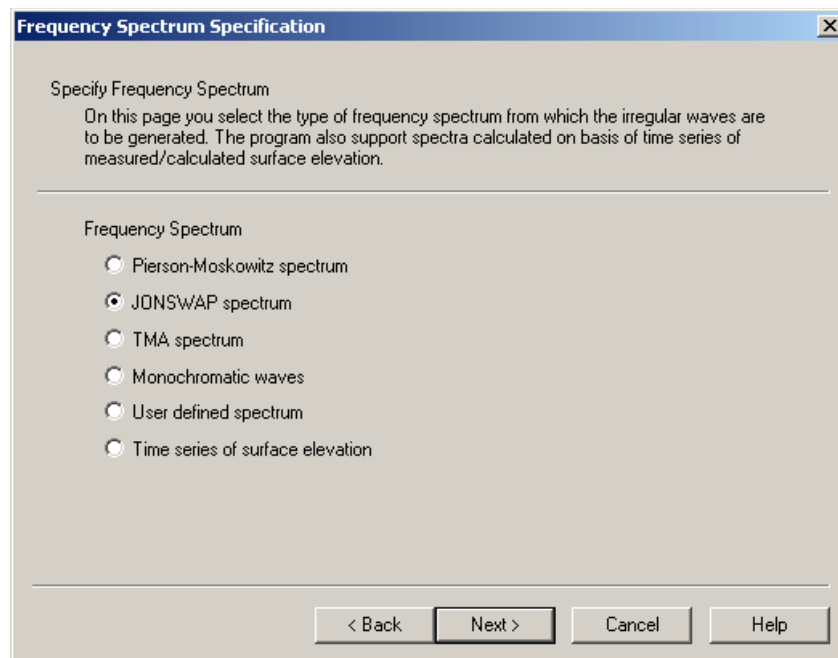 Frequency Spectrum Specification
Specify Frequency Spectrum
On this page you select the type of frequency spectrum from which the irregular waves are
to be generated. The program also support spectra calculated on basis of time series of
measured/calculated surface elevation.
Frequency Spectrum
Pierson-Moskowitz spectrum
JONSWAP spectrum
TMA spectrum
Monochromatic waves
User defined spectrum
Time series of surface elevation
< Back Next > Cancel Help